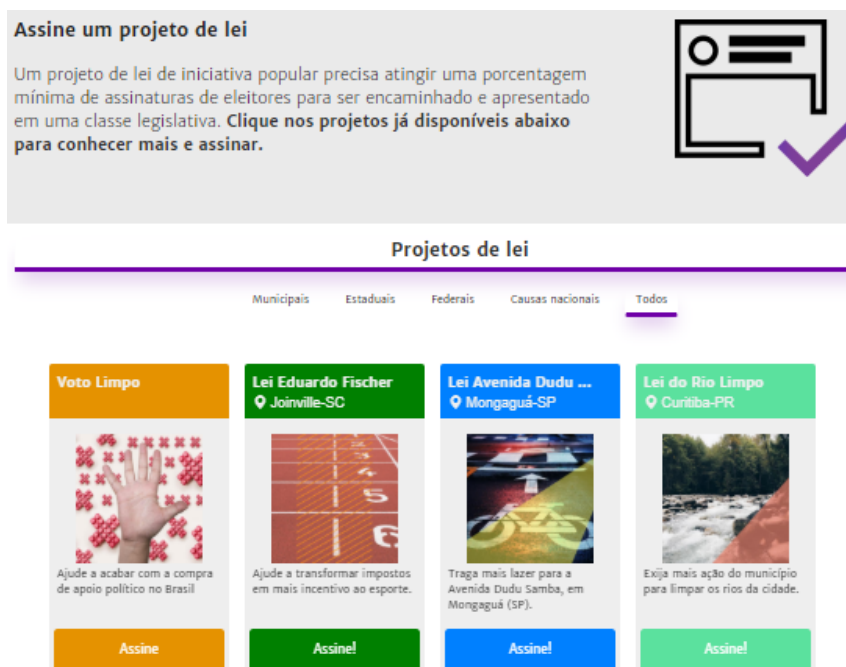 Assine um projeto de lei
Um projeto de lei de iniciativa popular precisa atingir uma porcentagem
mínima de assinaturas de eleitores para ser encaminhado e apresentado
em uma classe legislativa. Clique nos projetos já disponíveis abaixo
para conhecer mais e assinar.
Projetos de lei
Municipais Estaduais Federais Causas nacionais Todos
Voto Limpo
Ajude a acabar com a compra
de apoio político no Brasil
Assine
Lei Eduardo Fischer
Joinville-SC
5
6
Ajude a transformar impostos
em mais incentivo ao esporte.
Assine!
Lei Avenida Dudu ...
Mongaguá-SP
Traga mais lazer para a
Avenida Dudu Samba, em
Mongaguá (SP).
Assine!
Lei do Rio Limpo
Curitiba-PR
Exija mais ação do município
para limpar os rios da cidade.
Assine!